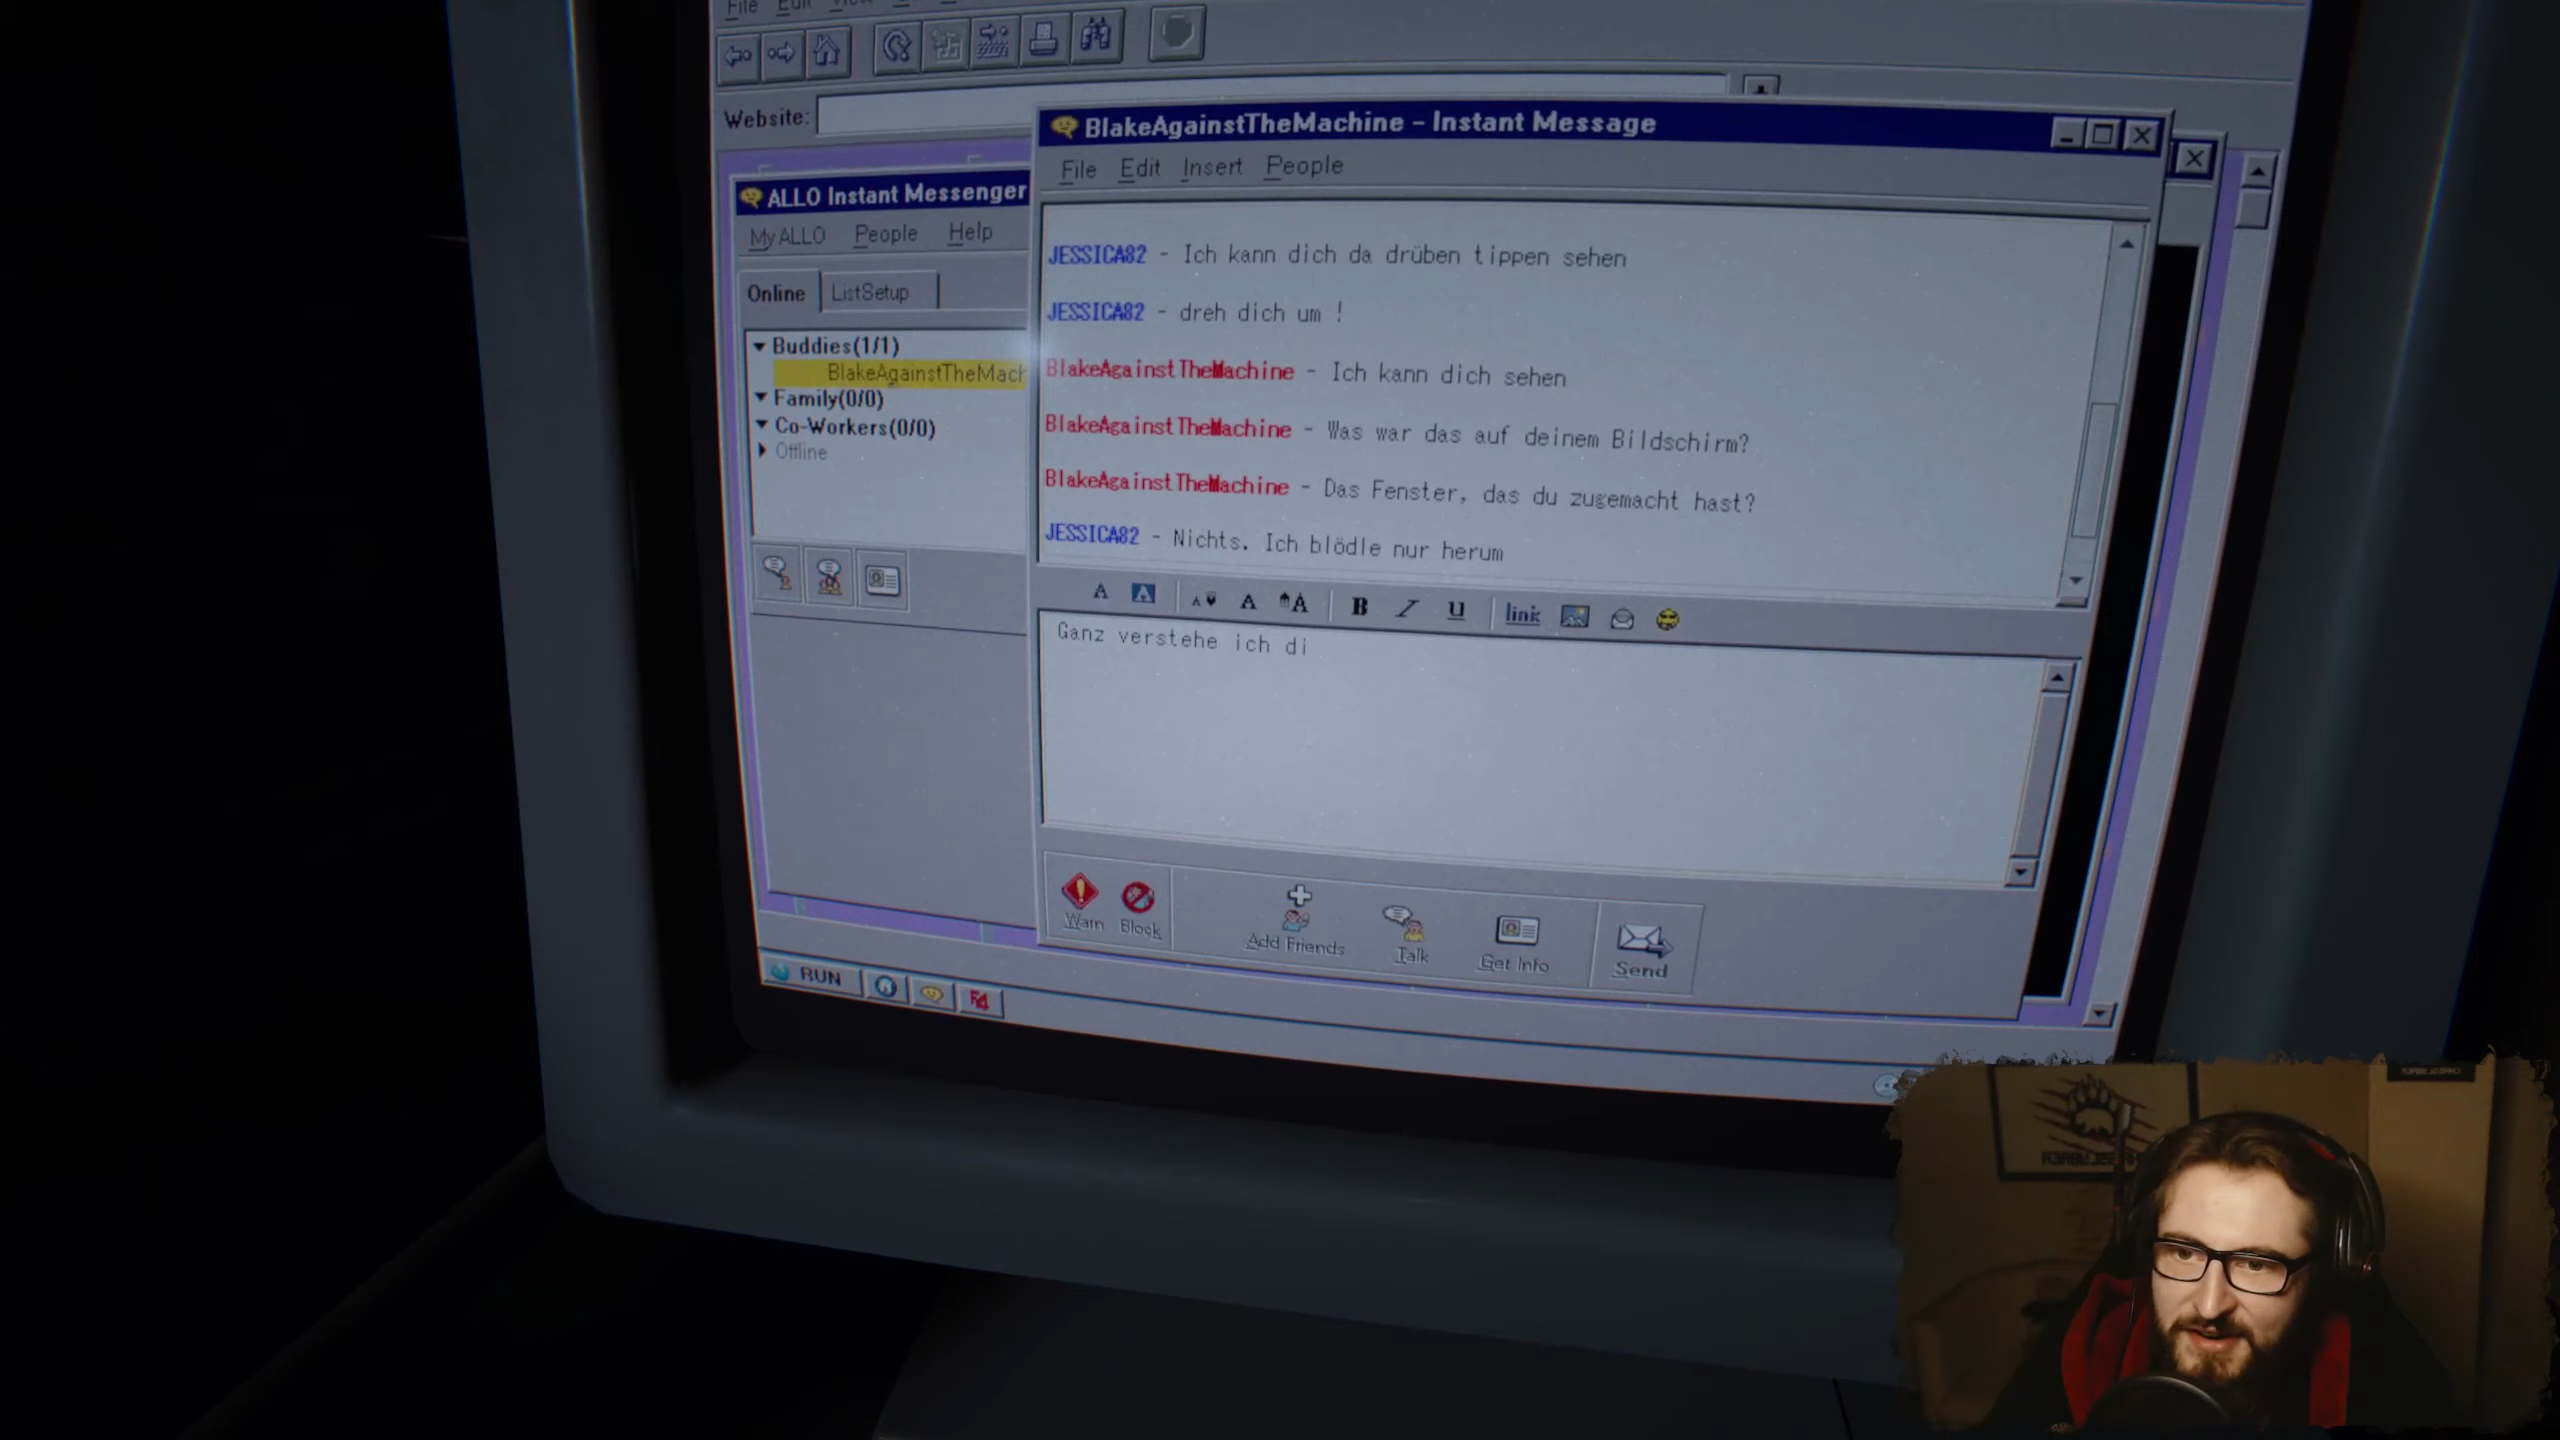 File Edit View
Website:
BlakeAgainstTheMachine - Instant Message
File Edit Insert People
ALLO Instant Messenger
My ALLO People Help
Online ListSetup
Buddies(1/1)
BlakeAgainstTheMach
Family(0/0)
Co-Workers(0/0)
Offline
JESSICA82 - Ich kann dich da drüben tippen sehen
JESSICA82 - dreh dich um !
BlakeAgainstTheMachine - Ich kann dich sehen
BlakeAgainstTheMachine - Was war das auf deinem Bildschirm?
BlakeAgainstTheMachine - Das Fenster, das du zugemacht hast?
JESSICA82 - Nichts. Ich blödle nur herum
A A A A A B I U link
Ganz verstehe ich di
Warn Block Add Friends Talk Get Info Send
RUN